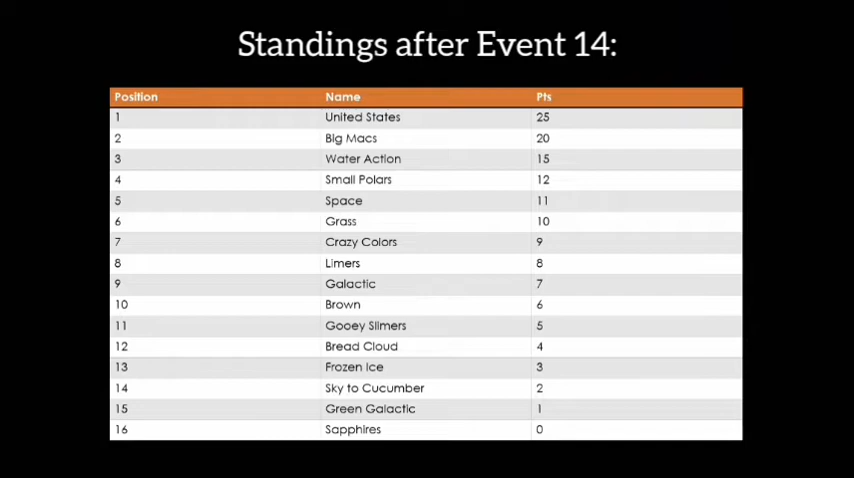 Standings after Event 14:
Position Name Pts
1 United States 25
2 Big Macs 20
3 Water Action 15
4 Small Polars 12
5 Space 11
6 Grass 10
7 Crazy Colors 9
8 Limers 8
9 Galactic 7
10 Brown 6
11 Gooey Slimers 5
12 Bread Cloud 4
13 Frozen Ice 3
14 Sky to Cucumber 2
15 Green Galactic 1
16 Sapphires 0